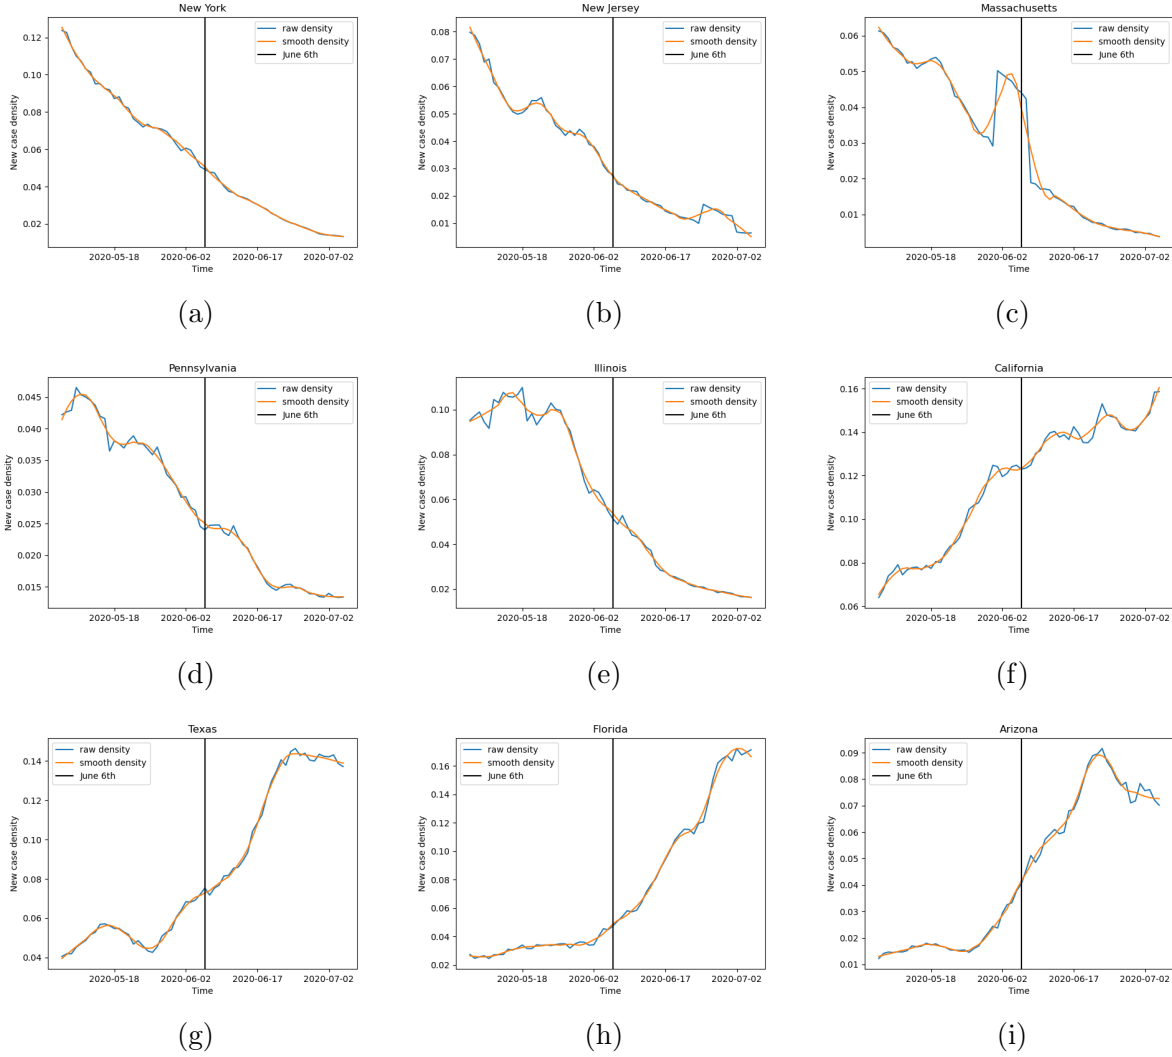 New York
New case density
0.12
0.10
0.08
0.06
0.04
0.02
raw density
smooth density
June 6th
2020-05-18 2020-06-02 2020-06-17 2020-07-02
Time
(a)
New Jersey
New case density
0.08
0.07
0.06
0.05
0.04
0.03
0.02
0.01
raw density
smooth density
June 6th
2020-05-18 2020-06-02 2020-06-17 2020-07-02
Time
(b)
Massachusetts
New case density
0.06
0.05
0.04
0.03
0.02
0.01
raw density
smooth density
June 6th
2020-05-18 2020-06-02 2020-06-17 2020-07-02
Time
(c)
Pennsylvania
New case density
0.045
0.040
0.035
0.030
0.025
0.020
0.015
raw density
smooth density
June 6th
2020-05-18 2020-06-02 2020-06-17 2020-07-02
Time
(d)
Illinois
New case density
0.10
0.08
0.06
0.04
0.02
raw density
smooth density
June 6th
2020-05-18 2020-06-02 2020-06-17 2020-07-02
Time
(e)
California
New case density
0.16
0.14
0.12
0.10
0.08
0.06
raw density
smooth density
June 6th
2020-05-18 2020-06-02 2020-06-17 2020-07-02
Time
(f)
Texas
New case density
0.14
0.12
0.10
0.08
0.06
0.04
raw density
smooth density
June 6th
2020-05-18 2020-06-02 2020-06-17 2020-07-02
Time
(g)
Florida
New case density
0.16
0.14
0.12
0.10
0.08
0.06
0.04
0.02
raw density
smooth density
June 6th
2020-05-18 2020-06-02 2020-06-17 2020-07-02
Time
(h)
Arizona
New case density
0.09
0.08
0.07
0.06
0.05
0.04
0.03
0.02
0.01
raw density
smooth density
June 6th
2020-05-18 2020-06-02 2020-06-17 2020-07-02
Time
(i)